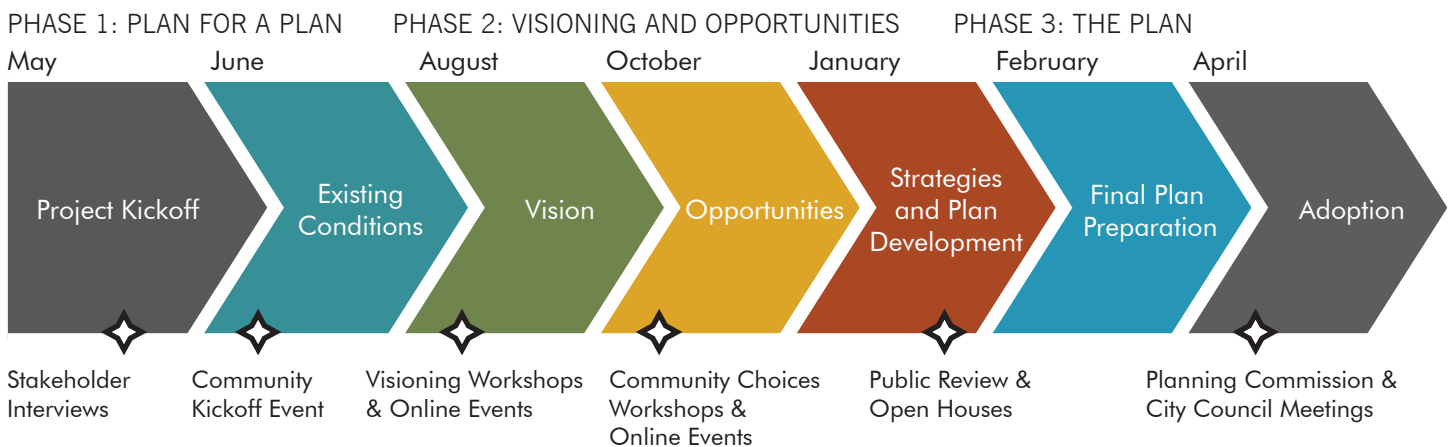 PHASE 1: PLAN FOR A PLAN
PHASE 2: VISIONING AND OPPORTUNITIES
PHASE 3: THE PLAN
May
June
August
October
January
February
April
Project Kickoff
Existing
Conditions
Vision
Opportunities
Strategies
and Plan
Development
Final Plan
Preparation
Adoption
Stakeholder
Interviews
Community
Kickoff Event
Visioning Workshops
& Online Events
Community Choices
Workshops &
Online Events
Public Review &
Open Houses
Planning Commission &
City Council Meetings